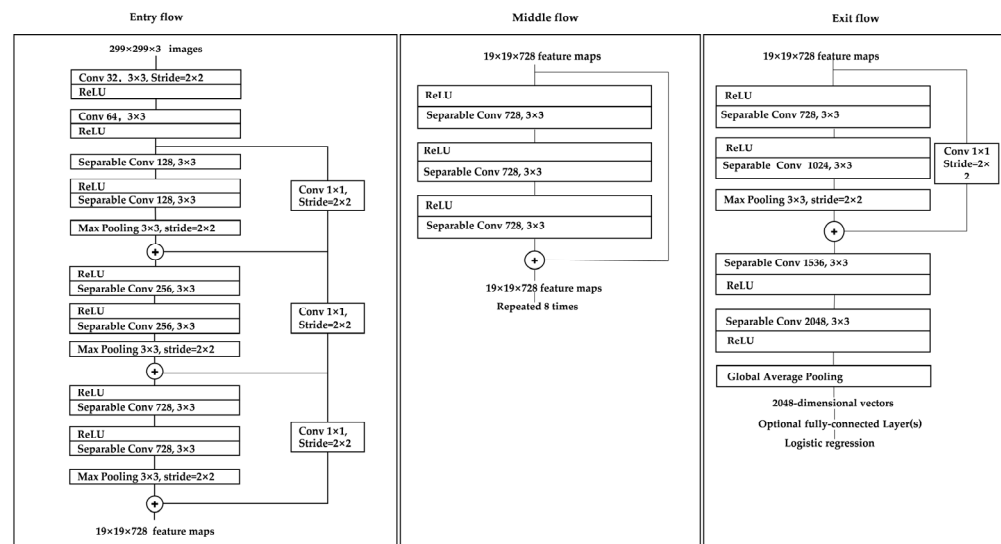 Entry flow
299×299×3 images
Conv 32, 3×3, Stride=2×2
ReLU
Conv 64, 3×3
ReLU
Separable Conv 128, 3×3
ReLU
Separable Conv 128, 3×3
Max Pooling 3×3, stride=2×2
Conv 1×1,
Stride=2×2
+
ReLU
Separable Conv 256, 3×3
ReLU
Separable Conv 256, 3×3
Max Pooling 3×3, stride=2×2
Conv 1×1,
Stride=2×2
+
ReLU
Separable Conv 728, 3×3
ReLU
Separable Conv 728, 3×3
Max Pooling 3×3, stride=2×2
Conv 1×1,
Stride=2×2
+
19×19×728 feature maps
Middle flow
19×19×728 feature maps
ReLU
Separable Conv 728, 3×3
ReLU
Separable Conv 728, 3×3
ReLU
Separable Conv 728, 3×3
+
19×19×728 feature maps
Repeated 8 times
Exit flow
19×19×728 feature maps
ReLU
Separable Conv 728, 3×3
ReLU
Separable Conv 1024, 3×3
Max Pooling 3×3, stride=2×2
Conv 1×1
Stride=2×
2
+
Separable Conv 1536, 3×3
ReLU
Separable Conv 2048, 3×3
ReLU
Global Average Pooling
2048-dimensional vectors
Optional fully-connected Layer(s)
Logistic regression